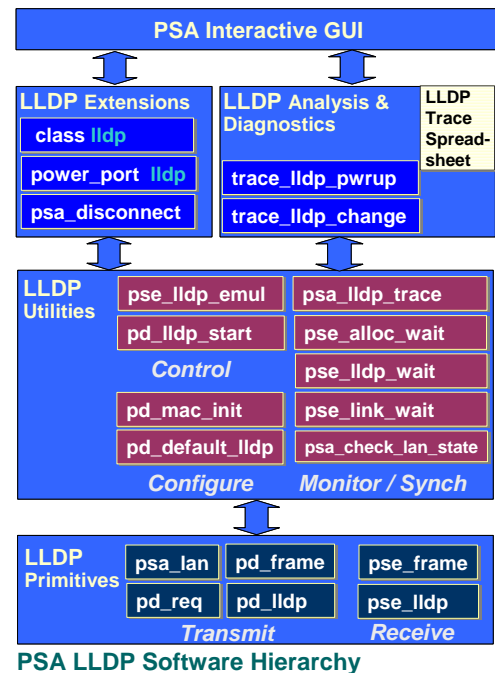 PSA Interactive GUI
LLDP Extensions
class lldp
power_port lldp
psa_disconnect
LLDP Analysis &
Diagnostics
trace_lldp_pwrup
trace_lldp_change
LLDP
Trace
Spread-
sheet
LLDP
Utilities
pse_lldp_emul
pd_lldp_start
Control
pd_mac_init
pd_default_lldp
Configure
psa_lldp_trace
pse_alloc_wait
pse_lldp_wait
pse_link_wait
psa_check_lan_state
Monitor / Synch
LLDP
Primitives
psa_lan
pd_frame
pd_req
pd_lldp
Transmit
pse_frame
pse_lldp
Receive
PSA LLDP Software Hierarchy